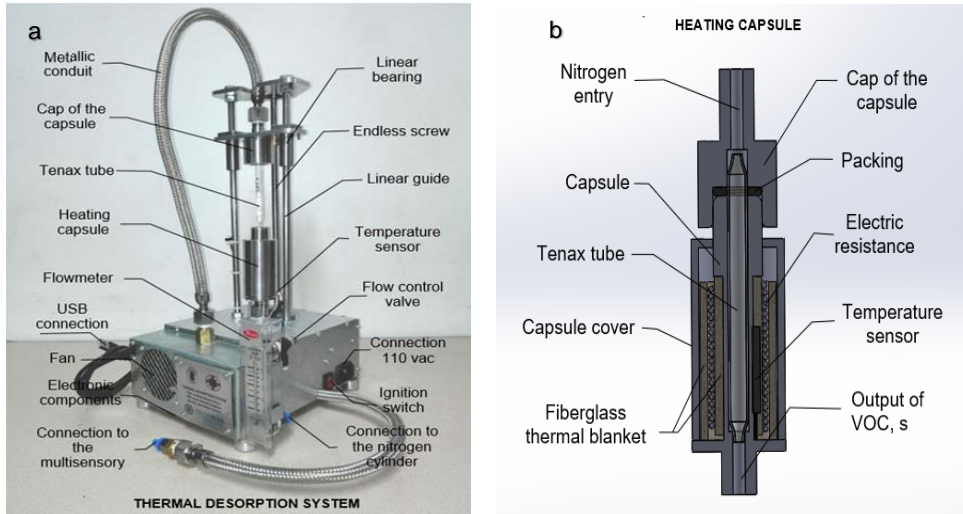 a
Metallic
conduit
Cap of the
capsule
Tenax tube
Heating
capsule
Flowmeter
USB
connection
Fan
Electronic
components
Connection to
the
multisensory
Linear
bearing
Endless screw
Linear guide
Temperature
sensor
Flow control
valve
Connection
110 vac
Ignition
switch
Connection to
the nitrogen
cylinder
THERMAL DESORPTION SYSTEM
b
HEATING CAPSULE
Nitrogen
entry
Capsule
Tenax tube
Capsule cover
Fiberglass
thermal blanket
Cap of the
capsule
Packing
Electric
resistance
Temperature
sensor
Output of
VOC, s